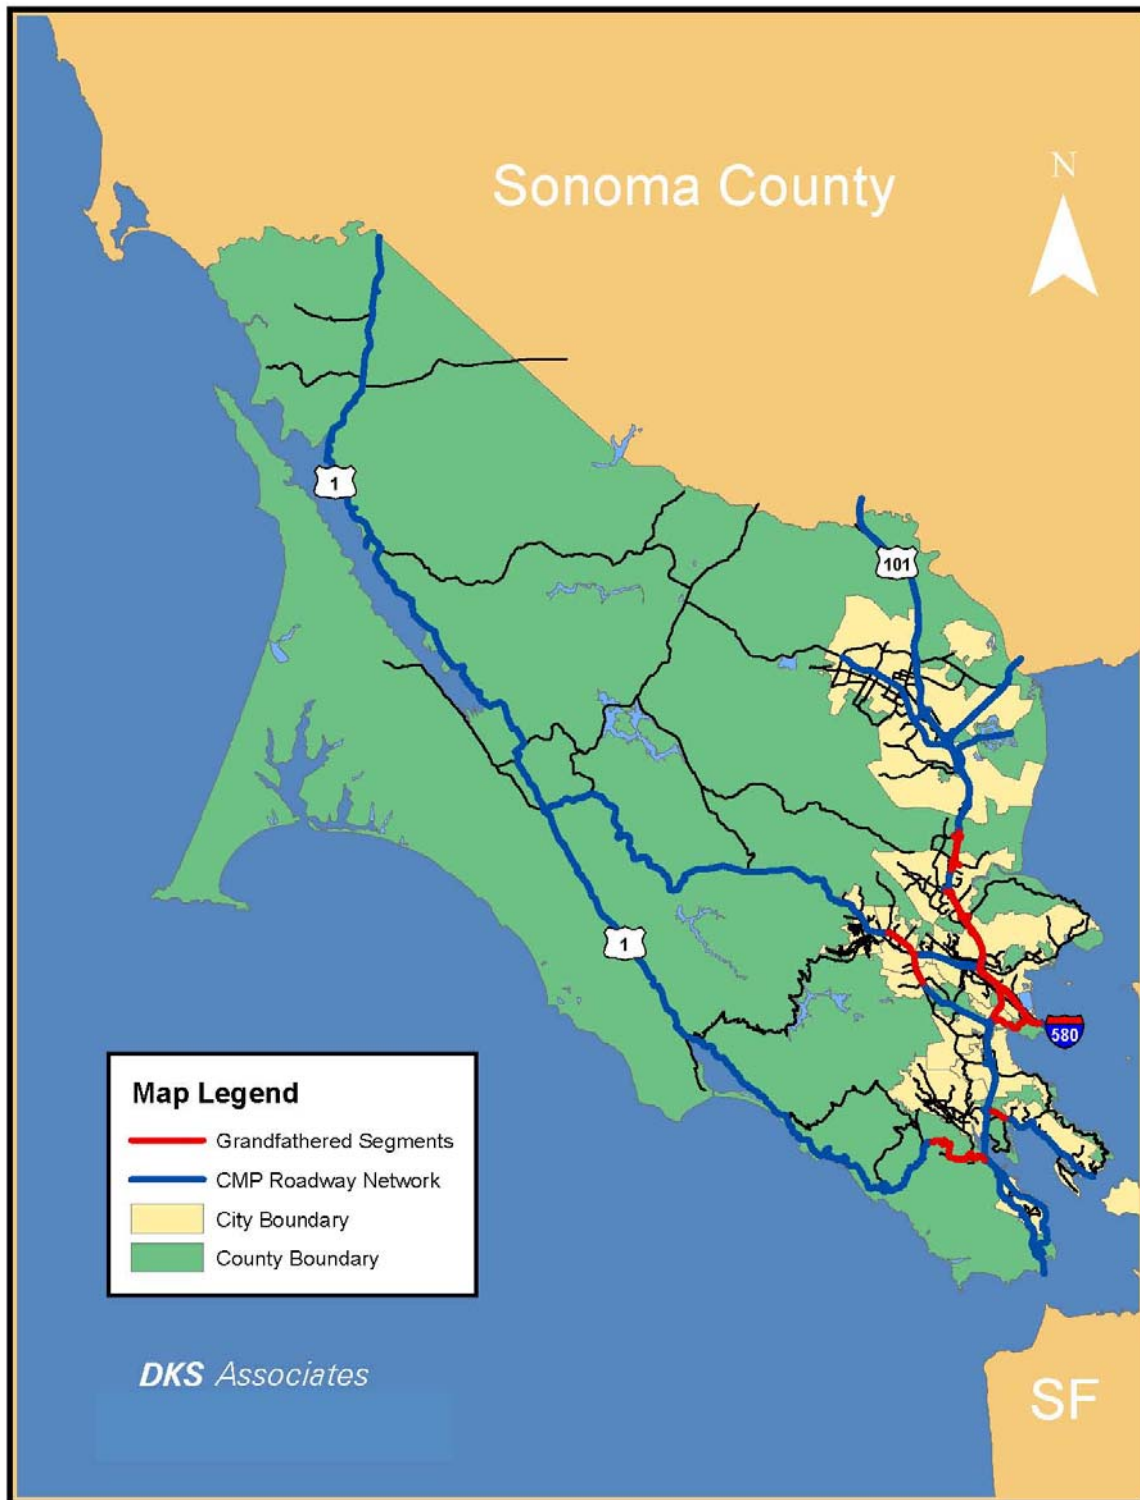 Sonoma County
N
1
101
1
580
Map Legend
Grandfathered Segments
CMP Roadway Network
City Boundary
County Boundary
DKS Associates
SF